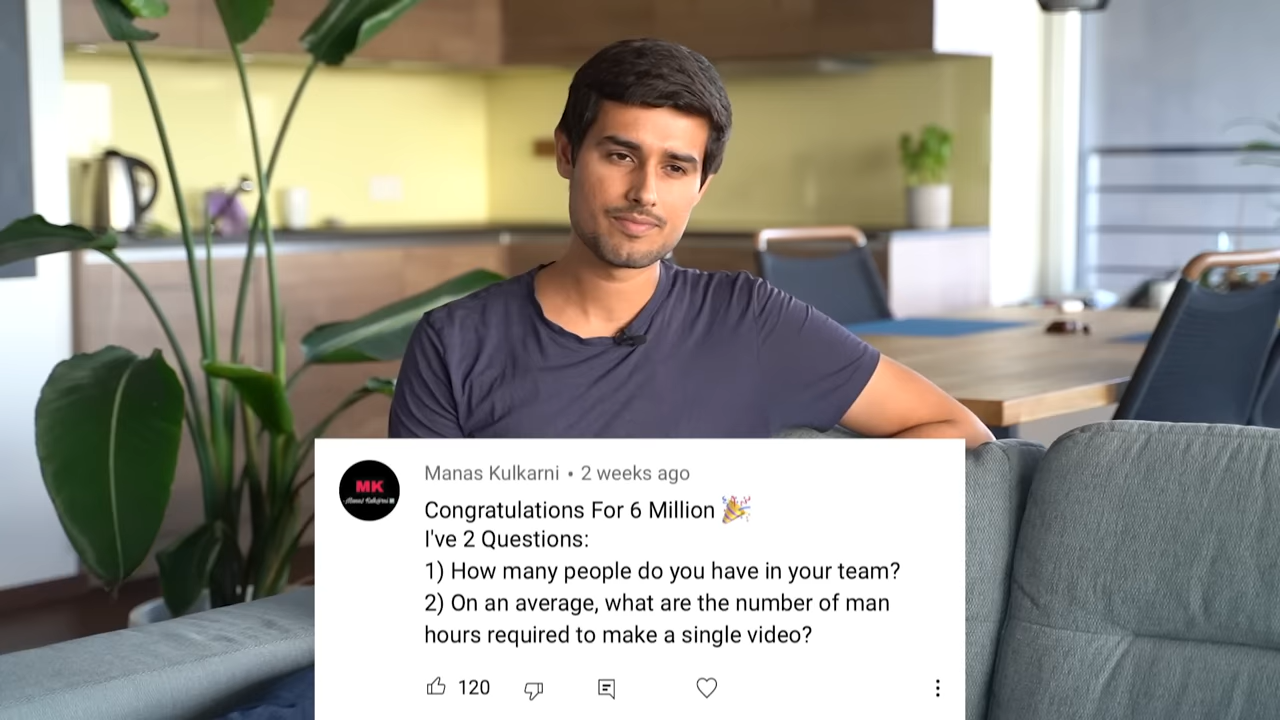 MK
Manas Kulkarni • 2 weeks ago
Congratulations For 6 Million 🎉
I've 2 Questions:
1) How many people do you have in your team?
2) On an average, what are the number of man
hours required to make a single video?
120